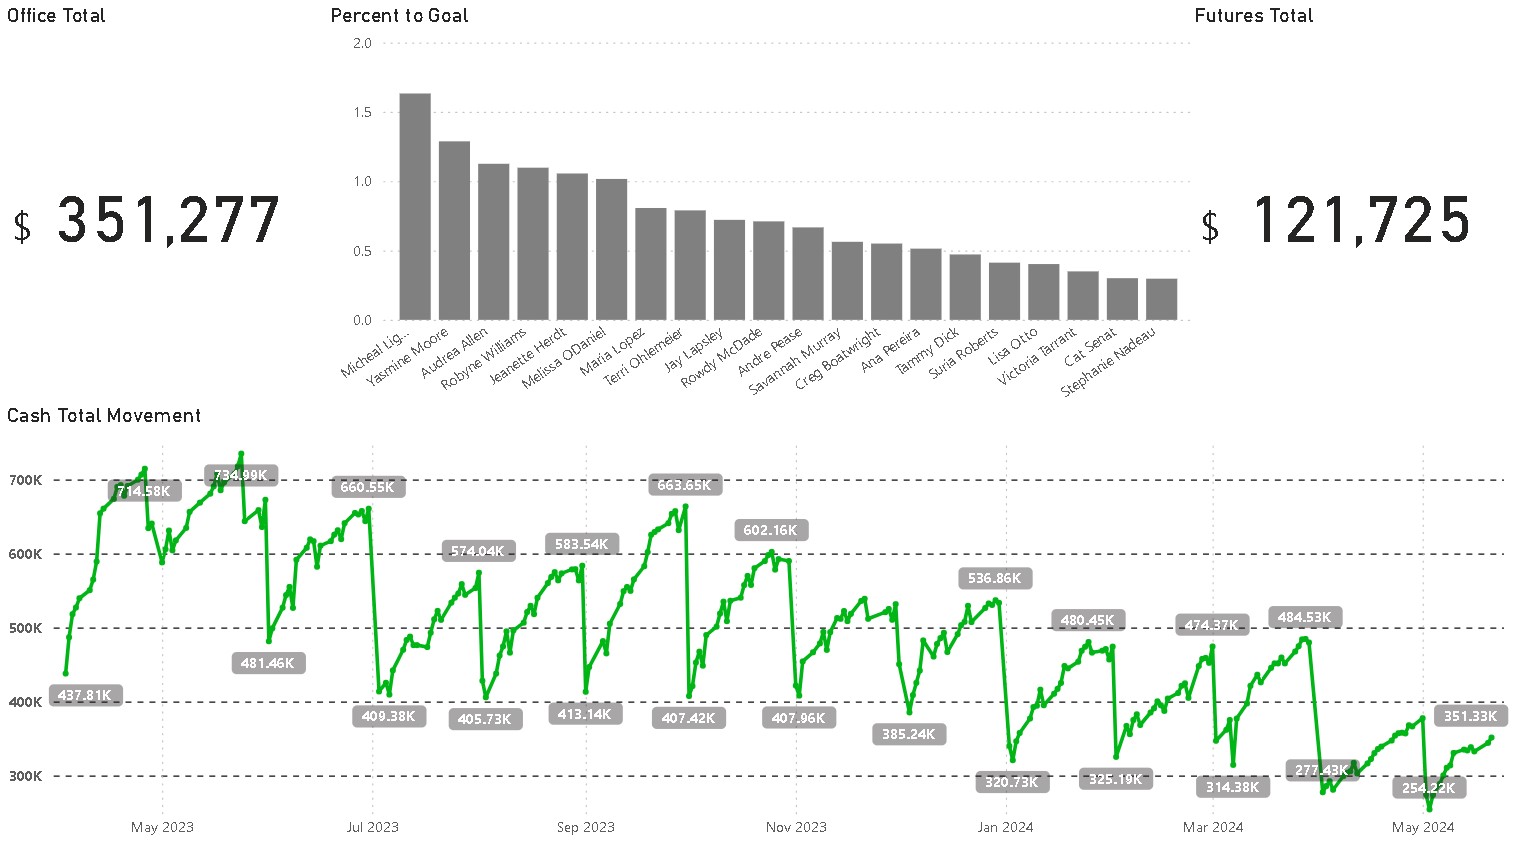 Office Total
Percent to Goal
Futures Total
2.0
1.5
1.0
0.5
0.0
$ 351,277
$ 121,725
Micheal Lig...
Yasmine Moore
Audrea Allen
Robyne Williams
Jeanette Herdt
Melissa ODaniel
Maria Lopez
Terri Ohlemeier
Jay Lapsley
Rowdy McDade
Andre Pease
Savannah Murray
Creg Boatwright
Ana Pereira
Tammy Dick
Suria Roberts
Lisa Otto
Victoria Tarrant
Cat Senat
Stephanie Nadeau
Cash Total Movement
700K
600K
500K
400K
300K
437.81K
714.58K
734.99K
481.46K
660.55K
409.38K
574.04K
405.73K
583.54K
413.14K
663.65K
407.42K
602.16K
407.96K
385.24K
536.86K
320.73K
480.45K
325.19K
474.37K
314.38K
484.53K
277.43K
254.22K
351.33K
May 2023
Jul 2023
Sep 2023
Nov 2023
Jan 2024
Mar 2024
May 2024